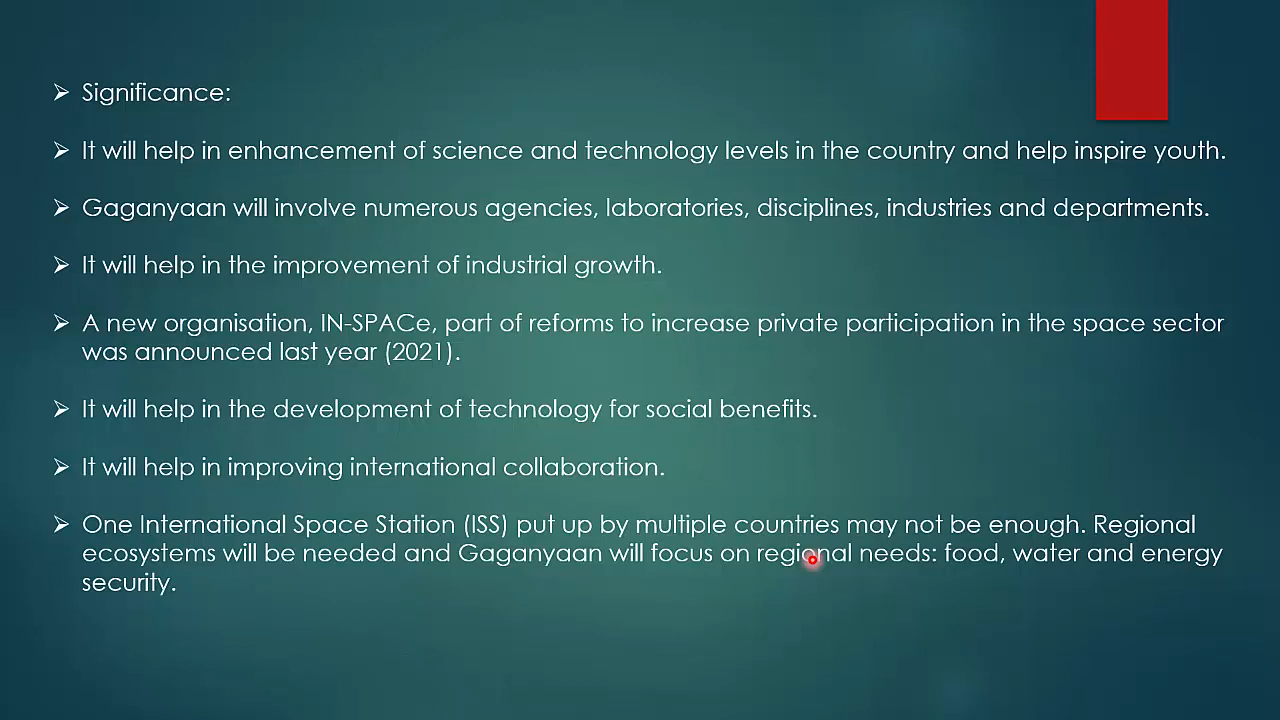 Significance:
It will help in enhancement of science and technology levels in the country and help inspire youth.
Gaganyaan will involve numerous agencies, laboratories, disciplines, industries and departments.
It will help in the improvement of industrial growth.
A new organisation, IN-SPACe, part of reforms to increase private participation in the space sector
was announced last year (2021).
It will help in the development of technology for social benefits.
It will help in improving international collaboration.
One International Space Station (ISS) put up by multiple countries may not be enough. Regional
ecosystems will be needed and Gaganyaan will focus on regional needs: food, water and energy
security.